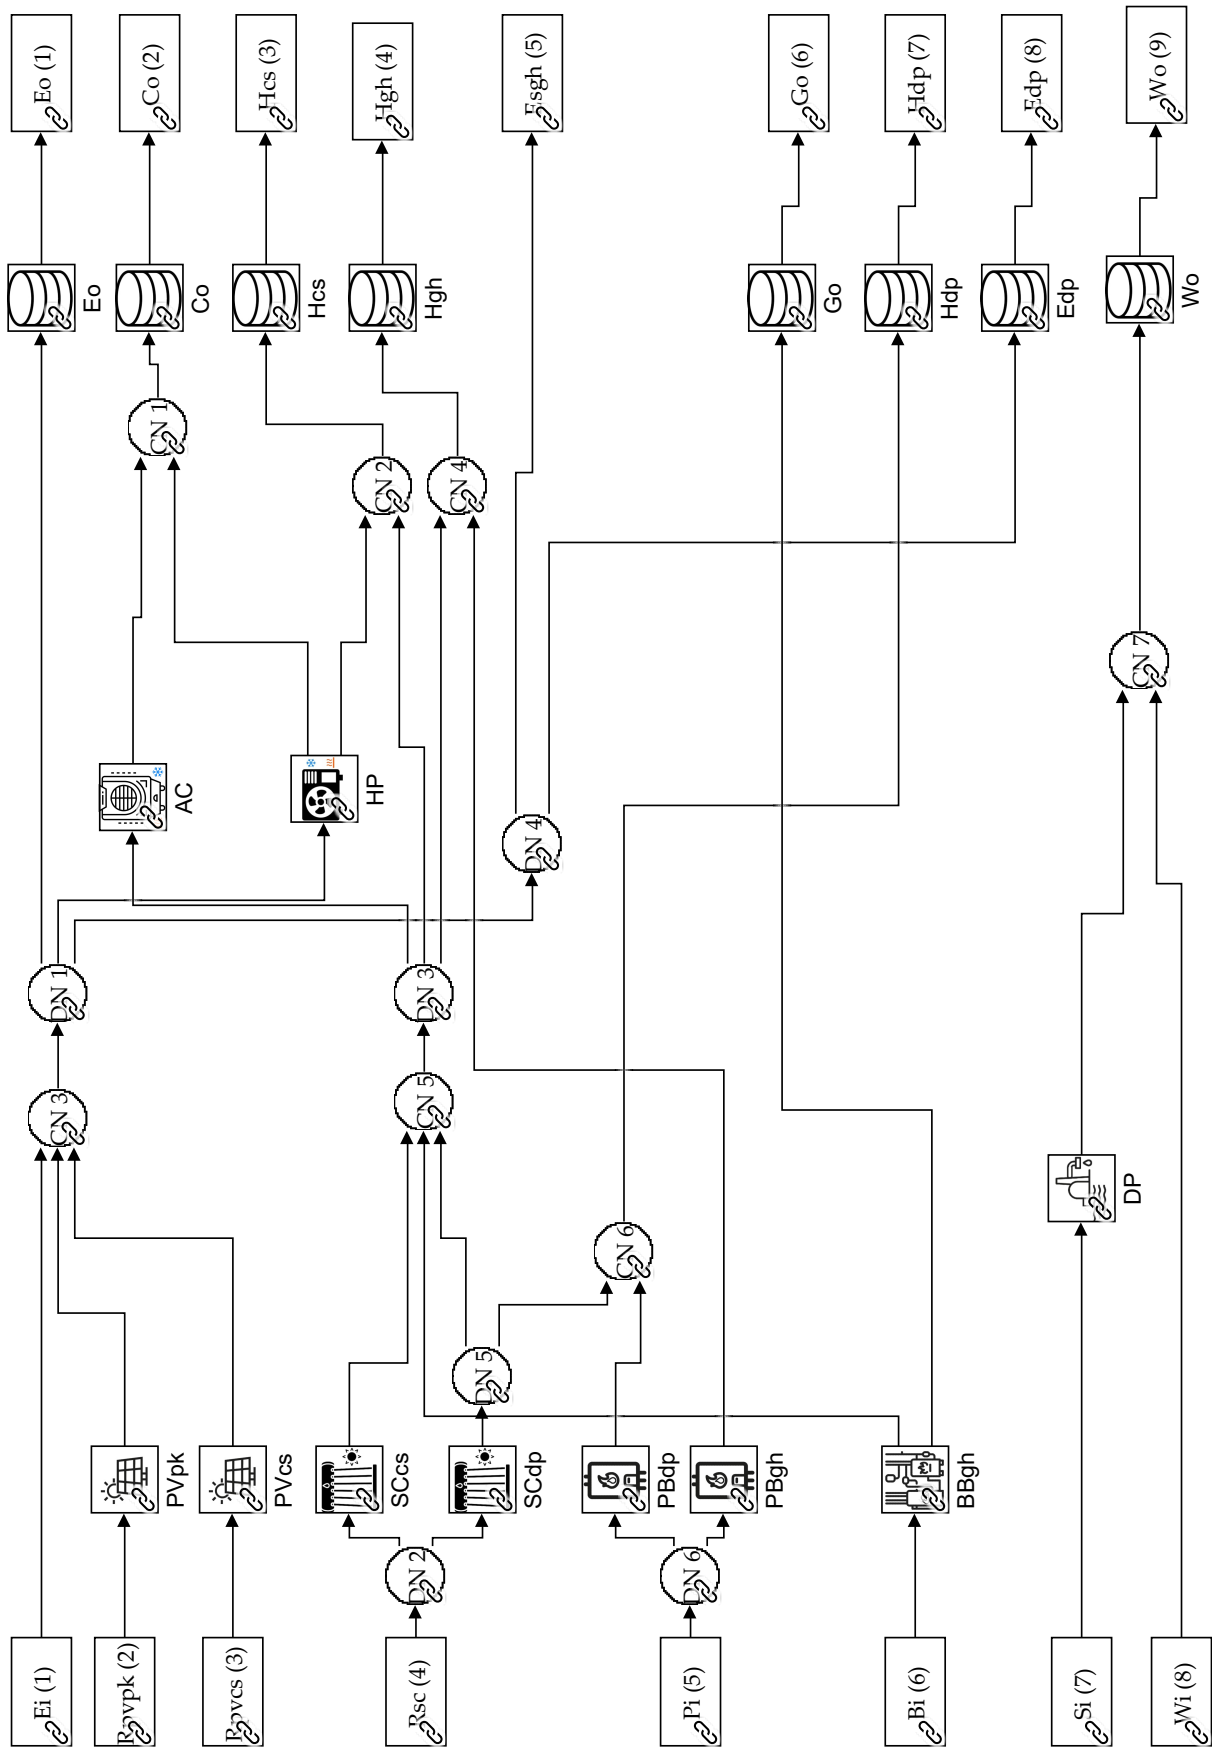 Eo (1)
Co (2)
Hcs (3)
Hgh (4)
Esgh (5)
Go (6)
Hdp (7)
Edp (8)
Wo (9)
Eo
Co
Hcs
Hgh
Go
Hdp
Edp
Wo
CN 1
CN 2
CN 4
CN 7
AC
HP
DN 4
DN 1
DN 3
CN 3
CN 5
CN 6
DP
DN 5
PVpk
PVcs
SCcs
SCdp
PBdp
PBgh
BBgh
DN 2
DN 6
Ei (1)
Rpvpk (2)
Rpvcs (3)
Rsc (4)
Pi (5)
Bi (6)
Si (7)
Wi (8)